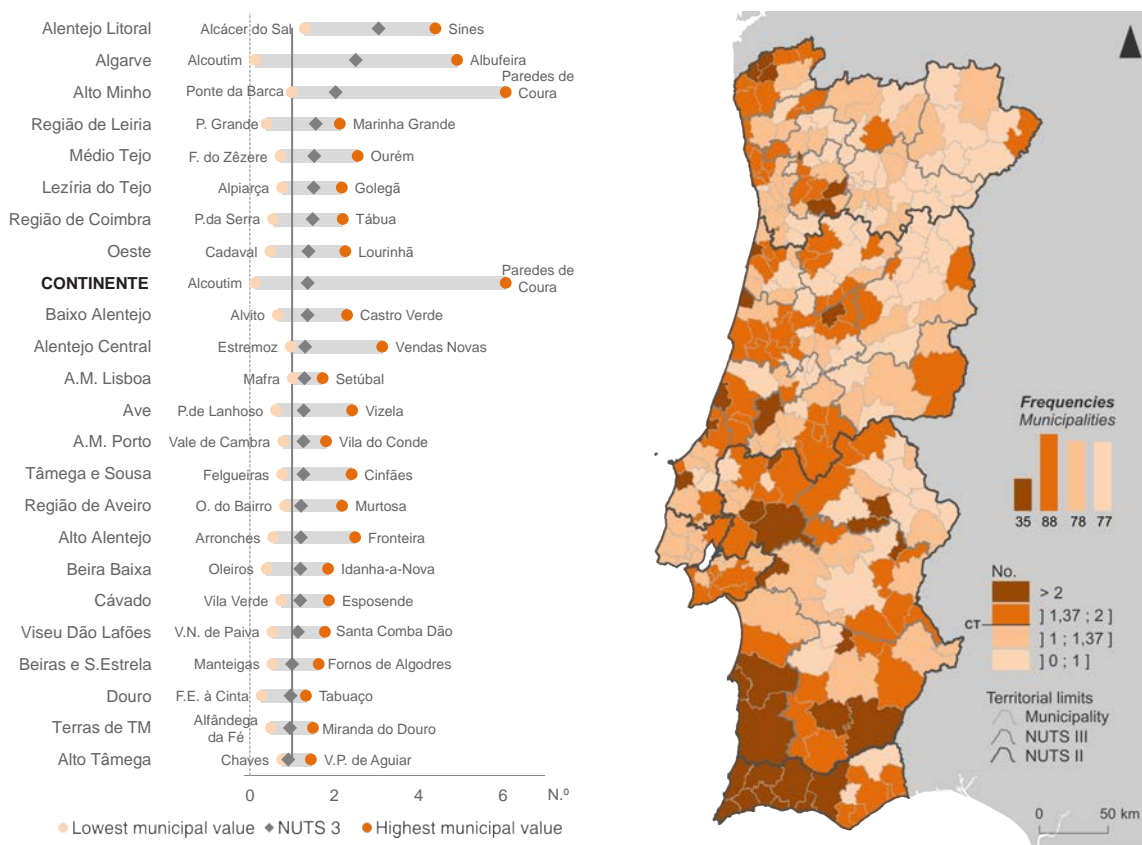 Alentejo Litoral Alcácer do Sal Sines
Algarve Alcoutim Albufeira
Alto Minho Ponte da Barca Paredes de
Coura
Região de Leiria P. Grande Marinha Grande
Médio Tejo F. do Zêzere Ourém
Lezíria do Tejo Alpiarça Golegã
Região de Coimbra P.da Serra Tábua
Oeste Cadaval Lourinhã
CONTINENTE Alcoutim Paredes de
Coura
Baixo Alentejo Alvito Castro Verde
Alentejo Central Estremoz Vendas Novas
A.M. Lisboa Mafra Setúbal
Ave P.de Lanhoso Vizela
A.M. Porto Vale de Cambra Vila do Conde
Tâmega e Sousa Felgueiras Cinfães
Região de Aveiro O. do Bairro Murtosa
Alto Alentejo Arronches Fronteira
Beira Baixa Oleiros Idanha-a-Nova
Cávado Vila Verde Esposende
Viseu Dão Lafões V.N. de Paiva Santa Comba Dão
Beiras e S.Estrela Manteigas Fornos de Algodres
Douro F.E. à Cinta Tabuaço
Terras de TM Alfândega
da Fé Miranda do Douro
Alto Tâmega Chaves V.P. de Aguiar
0 2 4 6 N.º
Lowest municipal value NUTS 3 Highest municipal value
Frequencies
Municipalities
35 88 78 77
No.
> 2
] 1,37 ; 2 ]
CT
] 1 ; 1,37 ]
] 0 ; 1 ]
Territorial limits
Municipality
NUTS III
NUTS II
0 50 km